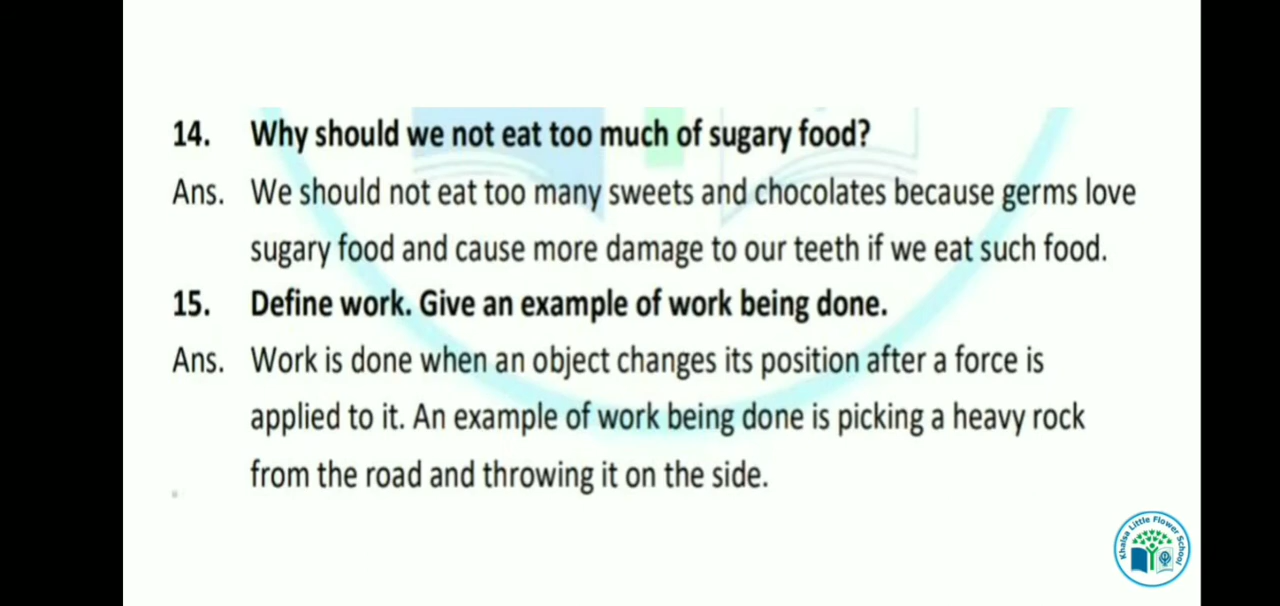 14. Why should we not eat too much of sugary food?
Ans. We should not eat too many sweets and chocolates because germs love
sugary food and cause more damage to our teeth if we eat such food.
15. Define work. Give an example of work being done.
Ans. Work is done when an object changes its position after a force is
applied to it. An example of work being done is picking a heavy rock
from the road and throwing it on the side.
Khalsa Little Flower School